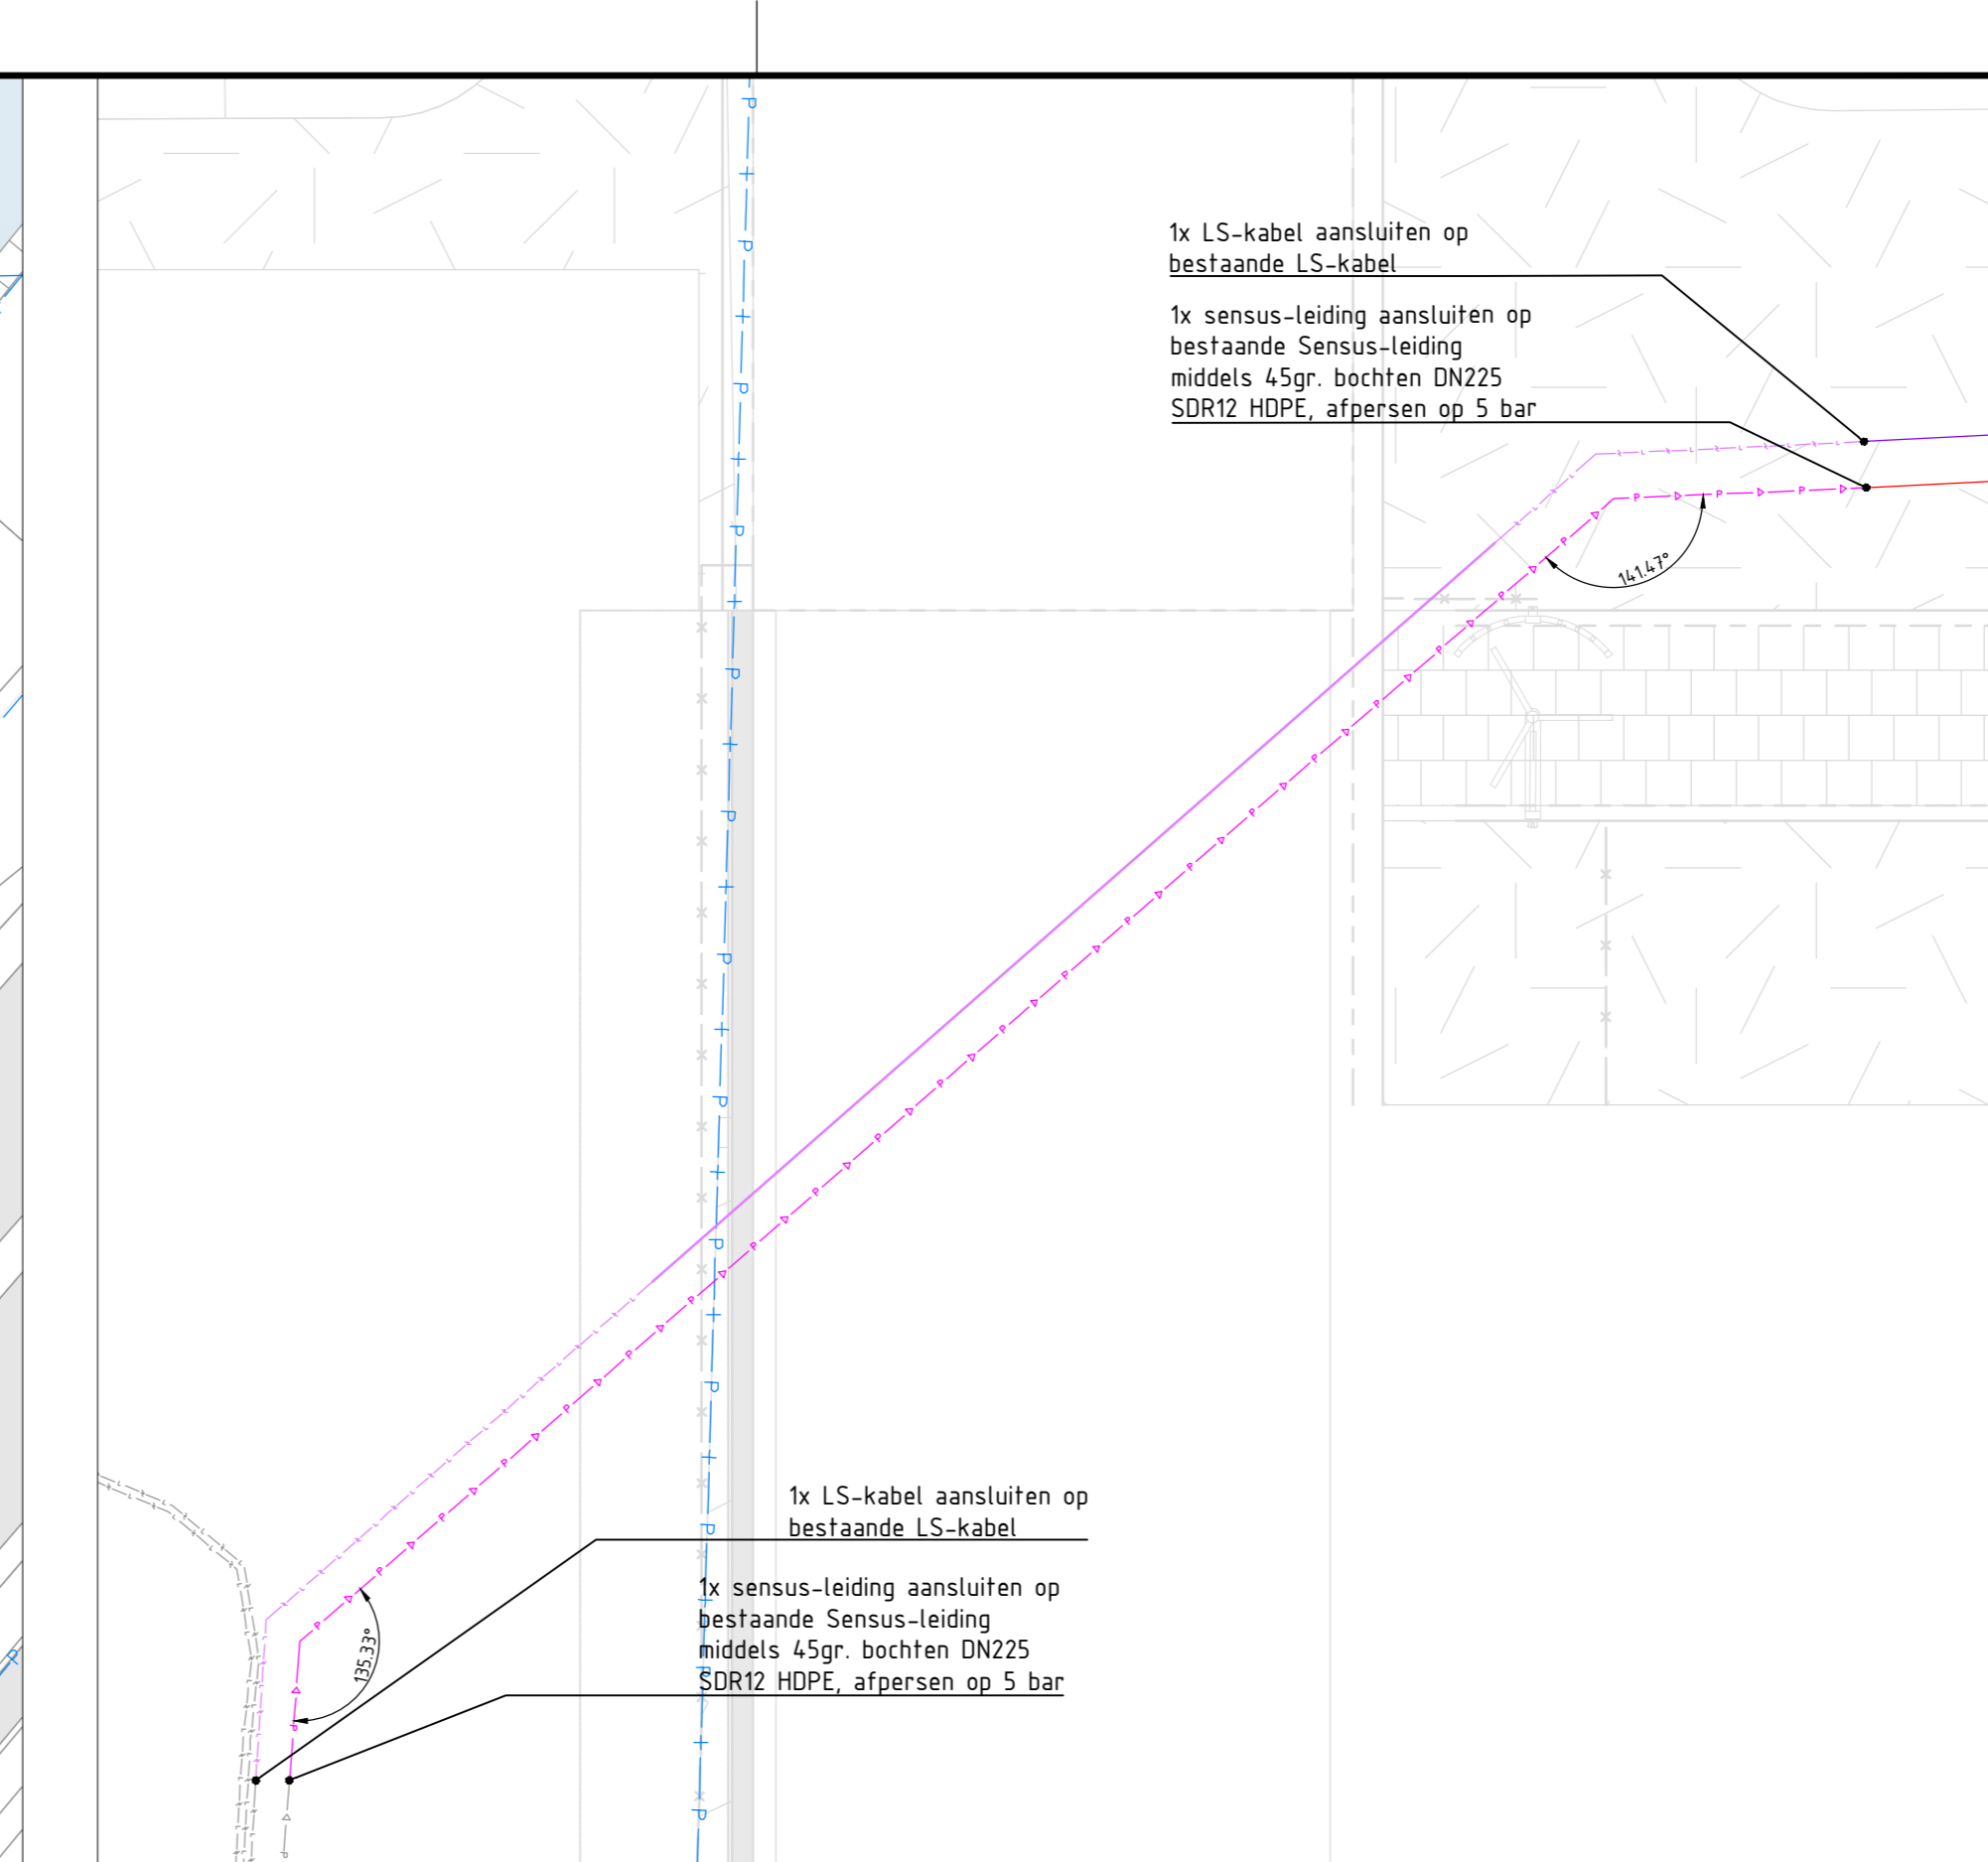 1x LS-kabel aansluiten op
bestaande LS-kabel
1x sensus-leiding aansluiten op
bestaande Sensus-leiding
middels 45gr. bochten DN225
SDR12 HDPE, afpersen op 5 bar
141.47°
1x LS-kabel aansluiten op
bestaande LS-kabel
1x sensus-leiding aansluiten op
bestaande Sensus-leiding
middels 45gr. bochten DN225
SDR12 HDPE, afpersen op 5 bar
135.33°